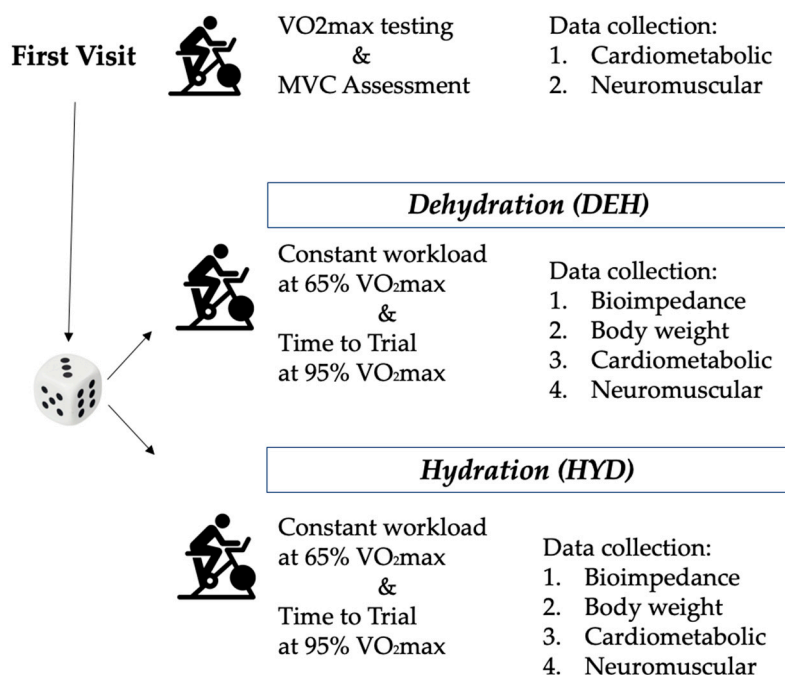 First Visit
VO2max testing
&
MVC Assessment
Data collection:
1. Cardiometabolic
2. Neuromuscular
Dehydration (DEH)
Constant workload
at 65% VO₂max
&
Time to Trial
at 95% VO₂max
Data collection:
1. Bioimpedance
2. Body weight
3. Cardiometabolic
4. Neuromuscular
Hydration (HYD)
Constant workload
at 65% VO₂max
&
Time to Trial
at 95% VO₂max
Data collection:
1. Bioimpedance
2. Body weight
3. Cardiometabolic
4. Neuromuscular